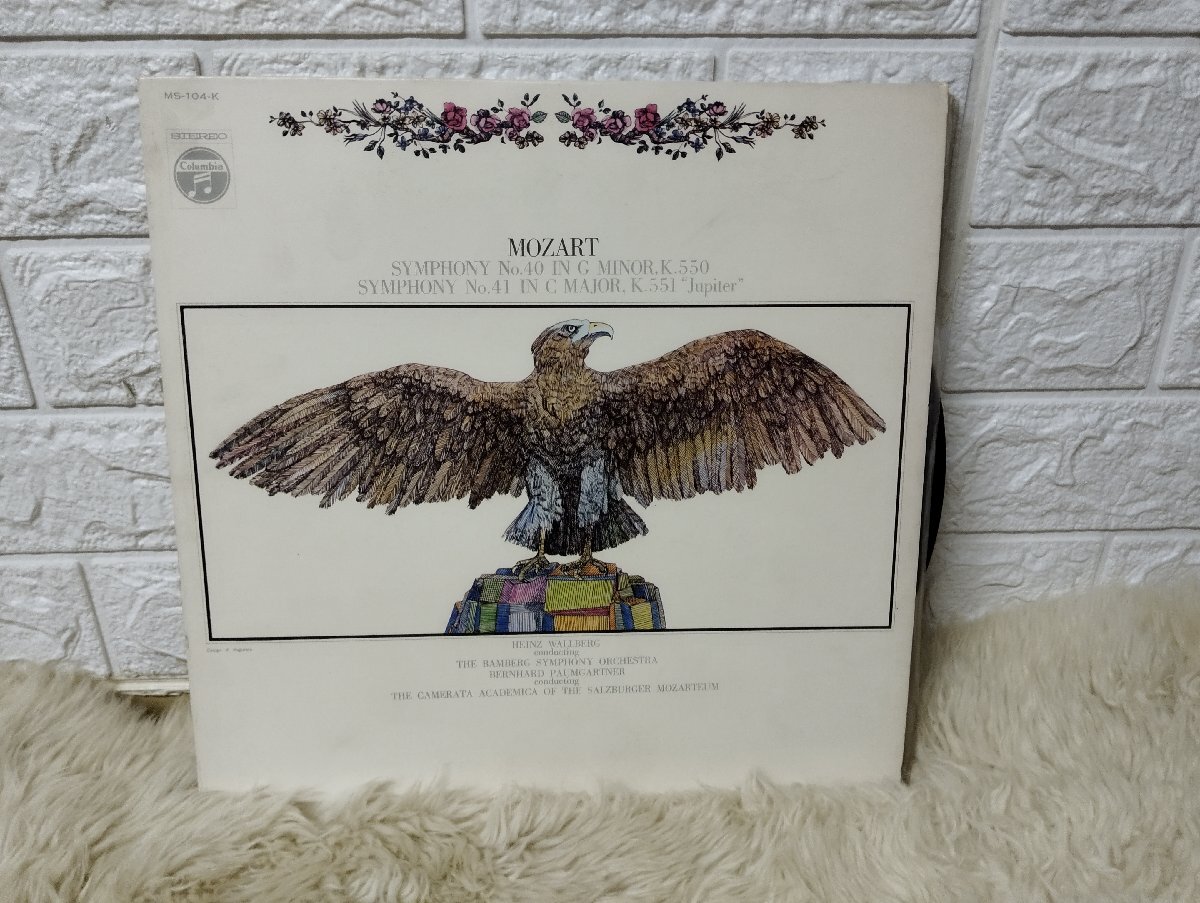 MS-104-K
STEREO
Columbia
MOZART
SYMPHONY No.40 IN G MINOR, K.550
SYMPHONY No.41 IN C MAJOR, K.551 "Jupiter"
HEINZ WALLBERG
conducting
THE BAMBERG SYMPHONY ORCHESTRA
BERNHARD PAUMGARTNER
conducting
THE CAMERATA ACADEMICA OF THE SALZBURGER MOZARTEUM